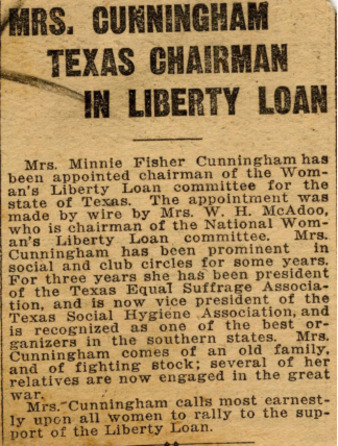 MRS. CUNNINGHAM
TEXAS CHAIRMAN
IN LIBERTY LOAN
Mrs. Minnie Fisher Cunningham has
been appointed chairman of the Wom-
an's Liberty Loan committee for the
state of Texas. The appointment was
made by wire by Mrs. W. H. McAdoo,
who is chairman of the National Wom-
an's Liberty Loan committee. Mrs.
Cunningham has been prominent in
social and club circles for some years.
For three years she has been president
of the Texas Equal Suffrage Associa-
tion, and is now vice president of the
Texas Social Hygiene Association, and
is recognized as one of the best or-
ganizers in the southern states. Mrs.
Cunningham comes of an old family,
and of fighting stock; several of her
relatives are now engaged in the great
war.
Mrs. Cunningham calls most earnest-
ly upon all women to rally to the sup-
port of the Liberty Loan.